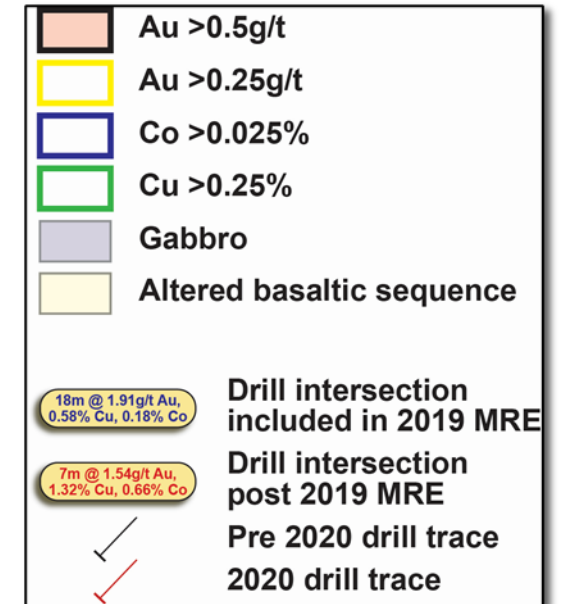 Au >0.5g/t
Au >0.25g/t
Co >0.025%
Cu >0.25%
Gabbro
Altered basaltic sequence
18m @ 1.91g/t Au,
0.58% Cu, 0.18% Co
Drill intersection
included in 2019 MRE
7m @ 1.54g/t Au,
1.32% Cu, 0.66% Co
Drill intersection
post 2019 MRE
Pre 2020 drill trace
2020 drill trace